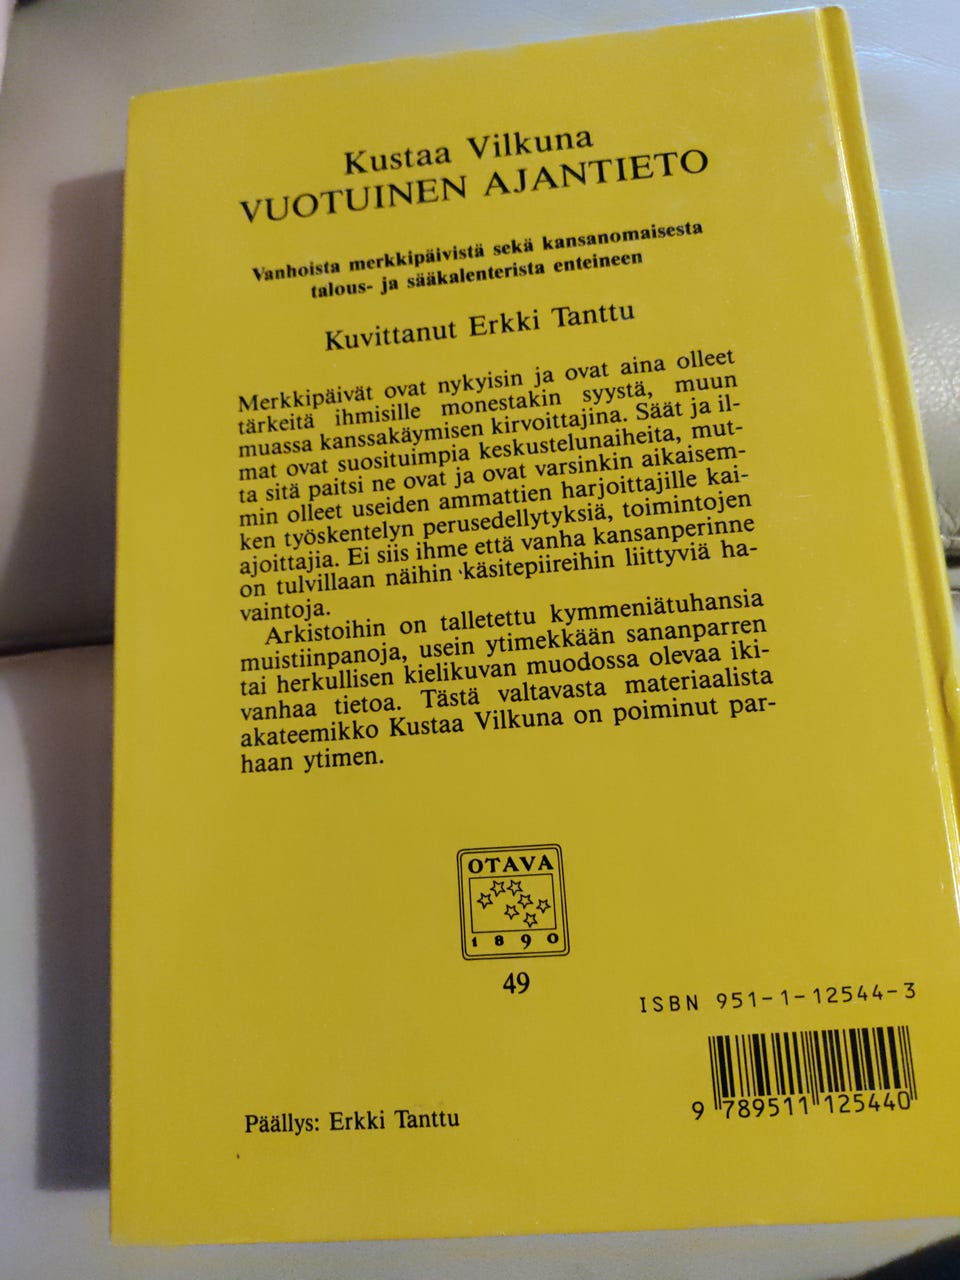 Kustaa Vilkuna
VUOTUINEN AJANTIETO
Vanhoista merkkipäivistä sekä kansanomaisesta
talous- ja sääkalenterista enteineen
Kuvittanut Erkki Tanttu
Merkkipäivät ovat nykyisin ja ovat aina olleet
tärkeitä ihmisille monestakin syystä, muun
muassa kanssakäymisen kirvoittajina. Säät ja il-
mat ovat suosituimpia keskustelunaiheita, mut-
ta sitä paitsi ne ovat ja ovat varsinkin aikaisem-
min olleet useiden ammattien harjoittajille kai-
ken työskentelyn perusedellytyksiä, toimintojen
ajoittajia. Ei siis ihme että vanha kansanperinne
on tulvillaan näihin käsitepiireihin liittyviä ha-
vaintoja.
Arkistoihin on talletettu kymmeniätuhansia
muistiinpanoja, usein ytimekkään sananparren
tai herkullisen kielikuvan muodossa olevaa iki-
vanhaa tietoa. Tästä valtavasta materiaalista
akateemikko Kustaa Vilkuna on poiminut par-
haan ytimen.
OTAVA
1890
49
ISBN 951-1-12544-3
9 789511 125440
Päällys: Erkki Tanttu